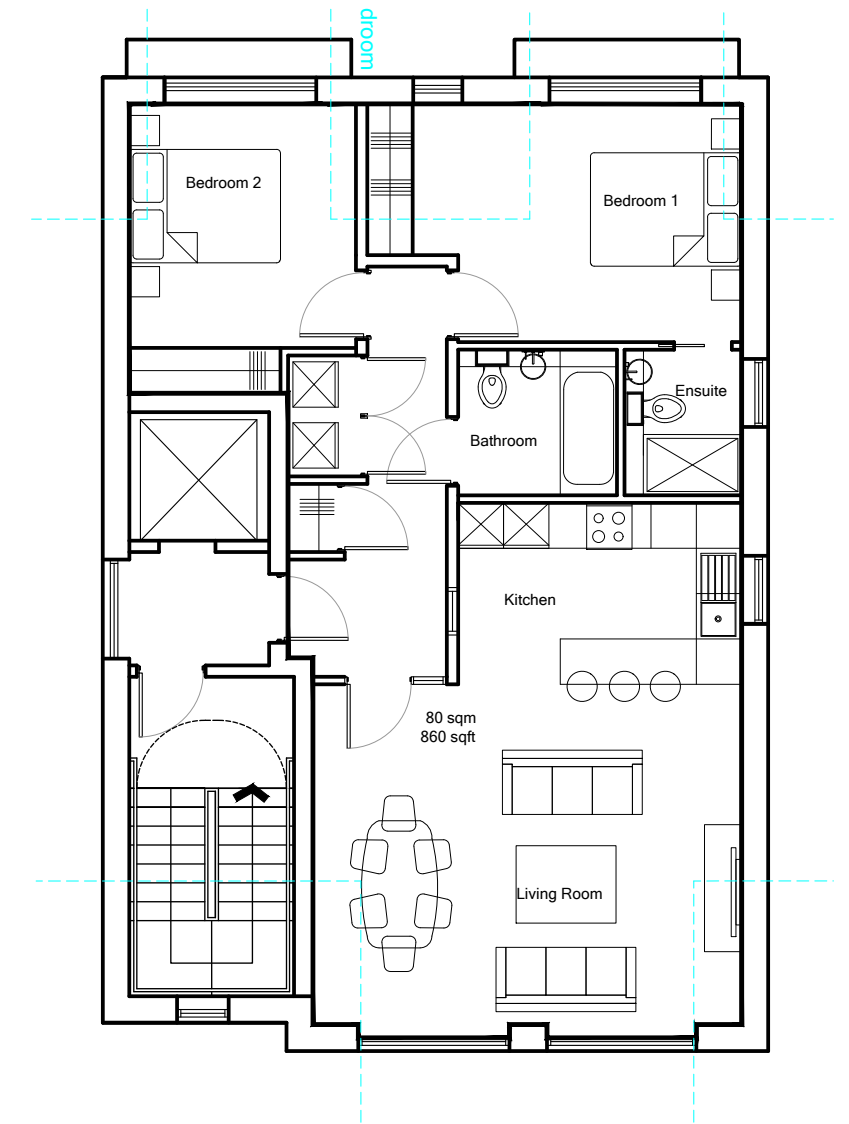 droom
Bedroom 2
Bedroom 1
Ensuite
Bathroom
Kitchen
80 sqm
860 sqft
Living Room